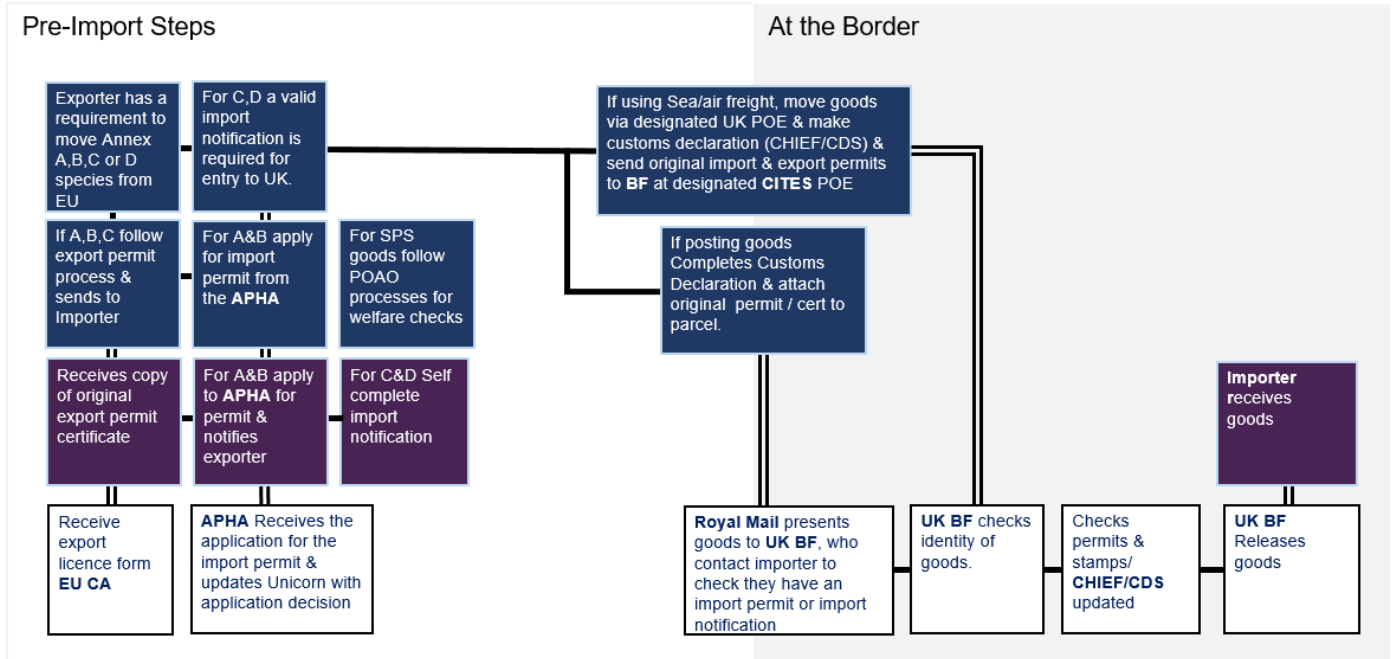 Pre-Import Steps
At the Border
Exporter has a
requirement to
move Annex
A,B,C or D
species from
EU
For C,D a valid
import
notification is
required for
entry to UK.
If using Sea/air freight, move goods
via designated UK POE & make
customs declaration (CHIEF/CDS) &
send original import & export permits
to BF at designated CITES POE
If A,B,C follow
export permit
process &
sends to
Importer
For A&B apply
for import
permit from
the APHA
For SPS
goods follow
POAO
processes for
welfare checks
If posting goods
Completes Customs
Declaration & attach
original permit / cert to
parcel.
Receives copy
of original
export permit
certificate
For A&B apply
to APHA for
permit &
notifies
exporter
For C&D Self
complete
import
notification
Importer
receives
goods
Receive
export
licence form
EU CA
APHA Receives the
application for the
import permit &
updates Unicorn with
application decision
Royal Mail presents
goods to UK BF, who
contact importer to
check they have an
import permit or import
notification
UK BF checks
identity of
goods.
Checks
permits &
stamps/
CHIEF/CDS
updated
UK BF
Releases
goods